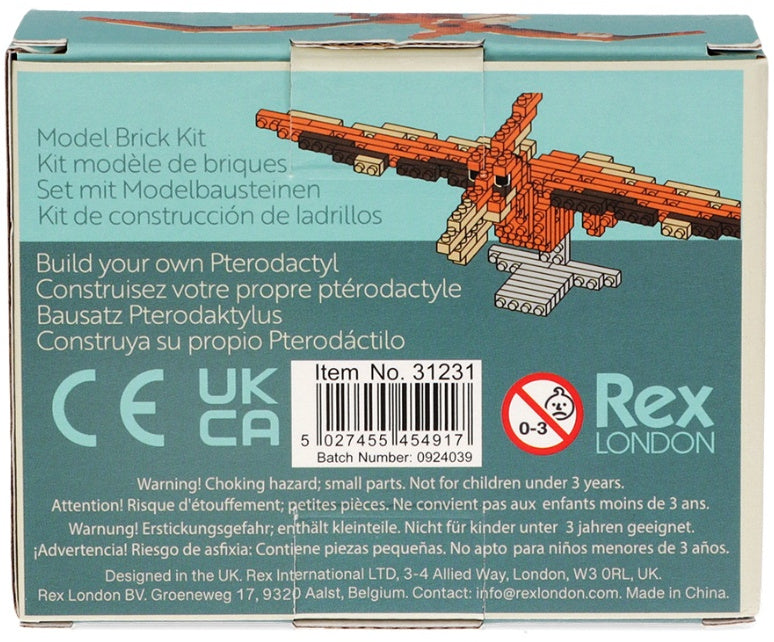 Model Brick Kit
Kit modèle de briques
Set mit Modelbausteinen
Kit de construcción de ladrillos
Build your own Pterodactyl
Construisez votre propre ptérodactyle
Bausatz Pterodaktylus
Construya su propio Pterodáctilo
CE
UK
CA
Item No. 31231
5 027455 454917
Batch Number: 0924039
0-3
Rex
LONDON
Warning! Choking hazard; small parts. Not for children under 3 years.
Attention! Risque d'étouffement; petites pièces. Ne convient pas aux enfants moins de 3 ans.
Warnung! Erstickungsgefahr; enthält kleinteile. Nicht für kinder unter 3 jahren geeignet.
¡Advertencia! Riesgo de asfixia: Contiene piezas pequeñas. No apto para niños menores de 3 años.
Designed in the UK. Rex International LTD, 3-4 Allied Way, London, W3 0RL, UK.
Rex London BV. Groeneweg 17, 9320 Aalst, Belgium. Contact: info@rexlondon.com. Made in China.